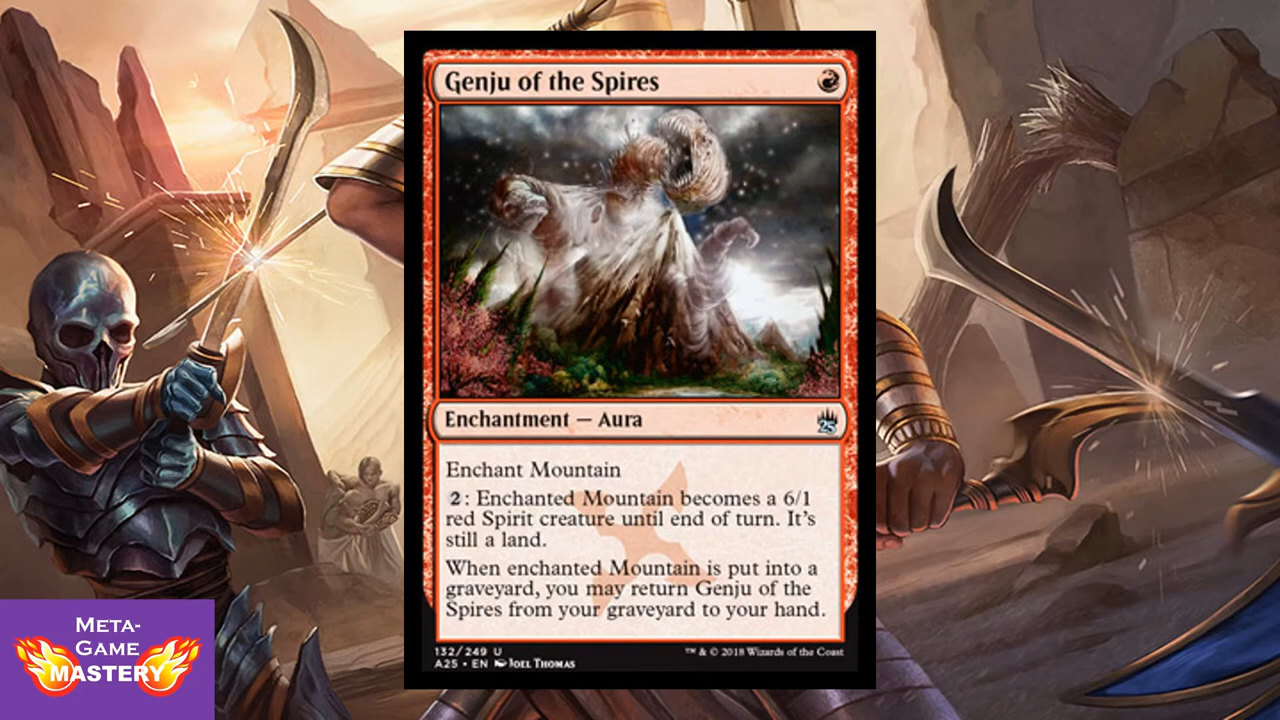 Genju of the Spires
Enchantment — Aura
25
Enchant Mountain
2: Enchanted Mountain becomes a 6/1
red Spirit creature until end of turn. It's
still a land.
When enchanted Mountain is put into a
graveyard, you may return Genju of the
Spires from your graveyard to your hand.
132/249 U
A25 • EN Joel Thomas
™ & © 2018 Wizards of the Coast
META-
GAME
MASTERY